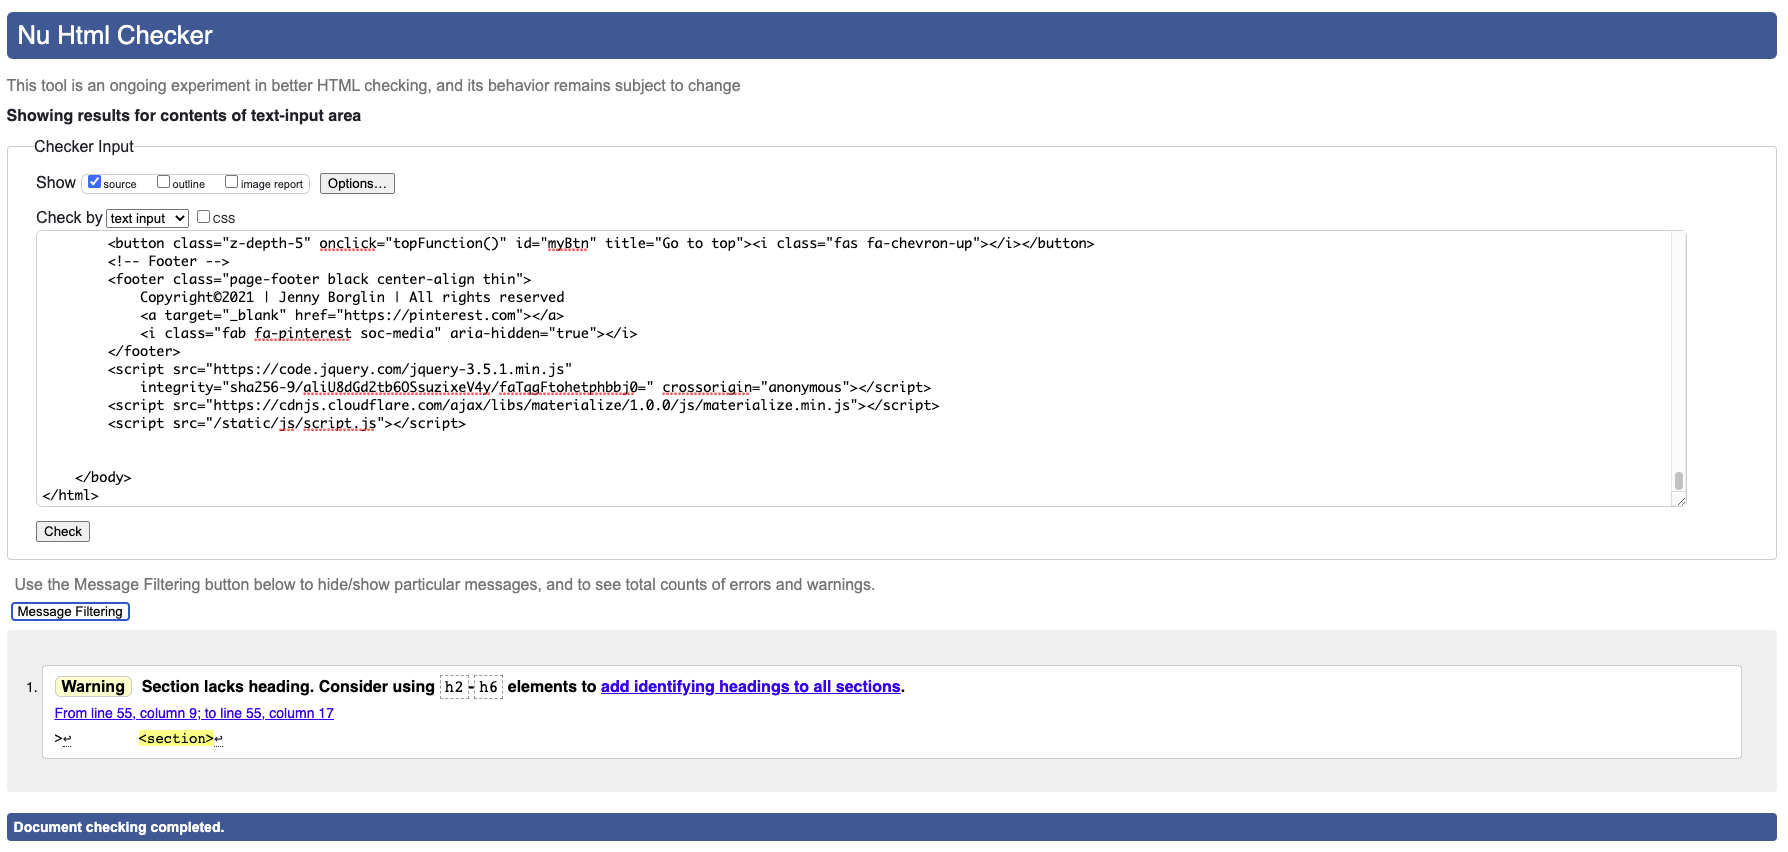 Nu Html Checker
This tool is an ongoing experiment in better HTML checking, and its behavior remains subject to change
Showing results for contents of text-input area
Checker Input
Show source outline image report Options...
Check by text input css
<button class="z-depth-5" onclick="topFunction()" id="myBtn" title="Go to top"><i class="fas fa-chevron-up"></i></button>
<!-- Footer -->
<footer class="page-footer black center-align thin">
Copyright©2021 | Jenny Borglin | All rights reserved
<a target="_blank" href="https://pinterest.com"></a>
<i class="fab fa-pinterest soc-media" aria-hidden="true"></i>
</footer>
<script src="https://code.jquery.com/jquery-3.5.1.min.js"
integrity="sha256-9/aliU8dGd2tb6OSsuzixeV4y/faTqgFtohetphbbj0=" crossorigin="anonymous"></script>
<script src="https://cdnjs.cloudflare.com/ajax/libs/materialize/1.0.0/js/materialize.min.js"></script>
<script src="/static/js/script.js"></script>
</body>
</html>
Check
Use the Message Filtering button below to hide/show particular messages, and to see total counts of errors and warnings.
Message Filtering
1. Warning Section lacks heading. Consider using h2-h6 elements to add identifying headings to all sections.
From line 55, column 9; to line 55, column 17
>↩ <section>↩
Document checking completed.